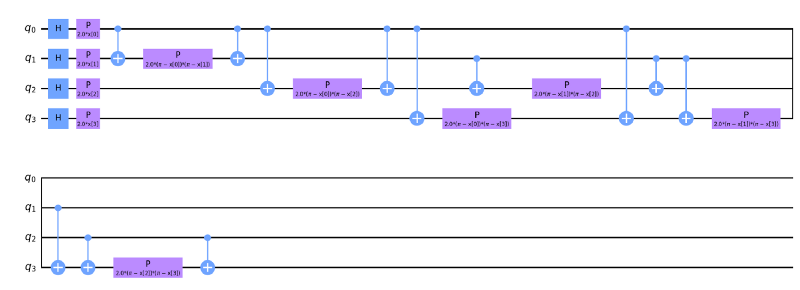 q0 H P 2.0*x[0]
q1 H P 2.0*x[1] P 2.0*(π − x[0])*(π − x[1])
q2 H P 2.0*x[2] P 2.0*(π − x[0])*(π − x[2]) P 2.0*(π − x[1])*(π − x[2])
q3 H P 2.0*x[3] P 2.0*(π − x[0])*(π − x[3]) P 2.0*(π − x[1])*(π − x[3])
q0
q1
q2
q3 P 2.0*(π − x[2])*(π − x[3])